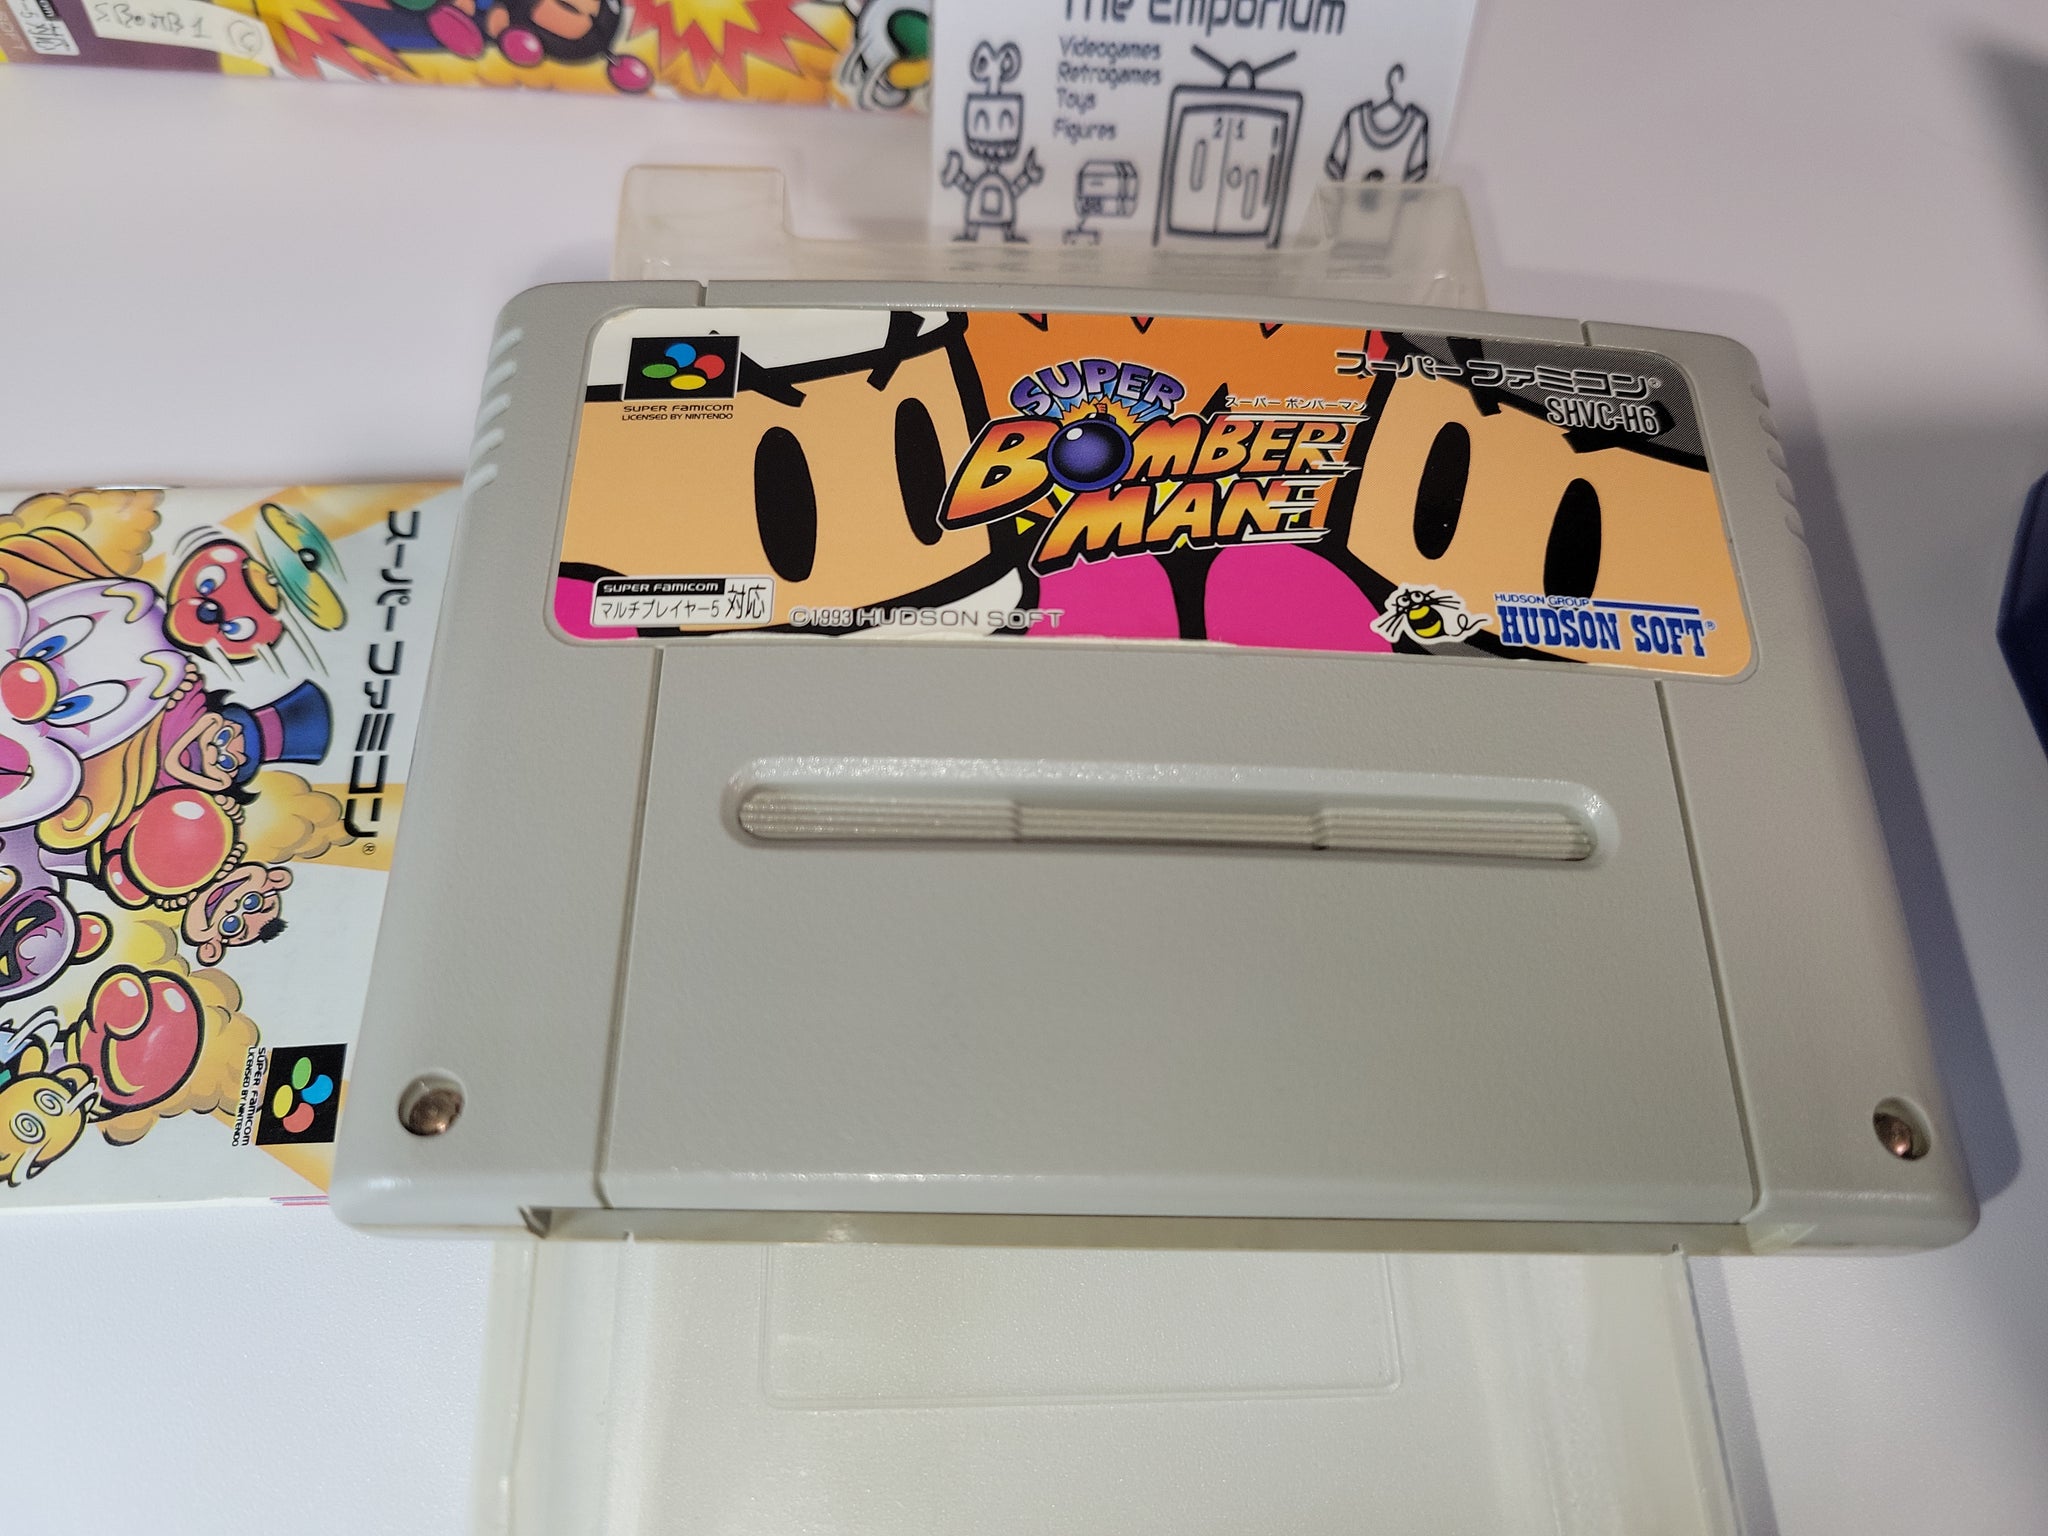 SBOMB1
The Emporium
Videogames
Retrogames
Toys
Figures
21
SUPER FAMICOM
LICENSED BY NINTENDO
SUPER
BOMBER
MAN
スーパー ボンバーマン
スーパー ファミコン®
SHVC-H6
SUPER FAMICOM
マルチプレイヤー5 対応
©1993 HUDSON SOFT
HUDSON GROUP
HUDSON SOFT®
スーパー ファミコン®
SUPER FAMICOM
LICENSED BY NINTENDO